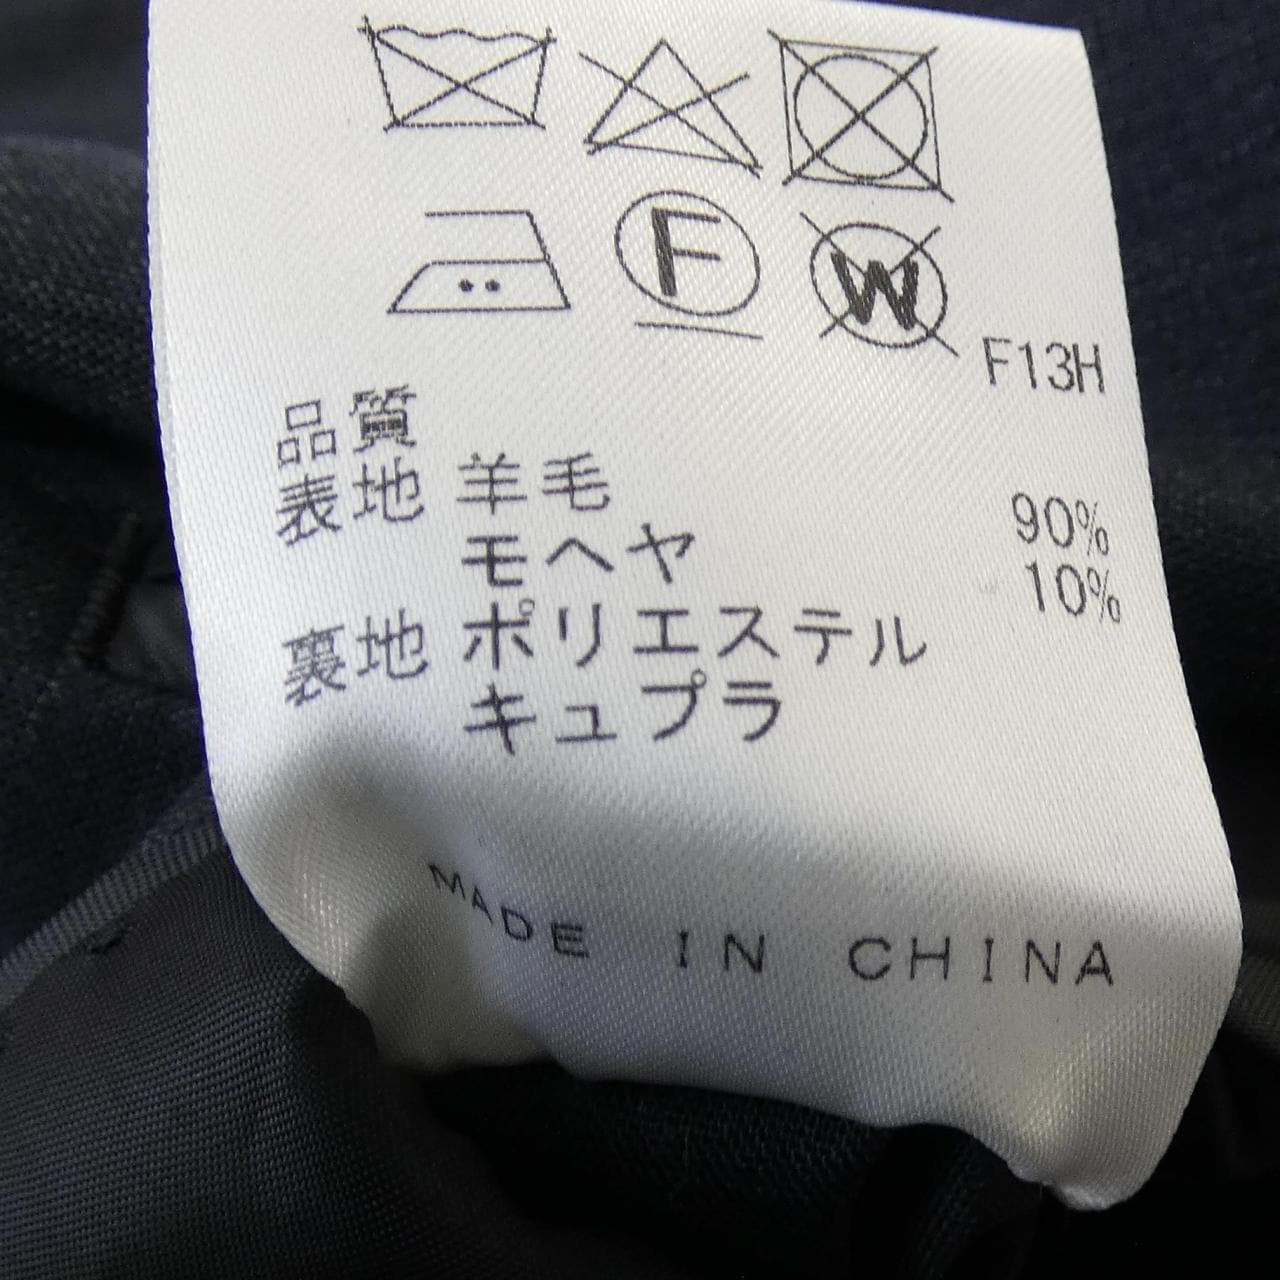 F
W
F13H
品質
表地 羊毛 90%
モヘヤ 10%
裏地 ポリエステル
キュプラ
MADE IN CHINA